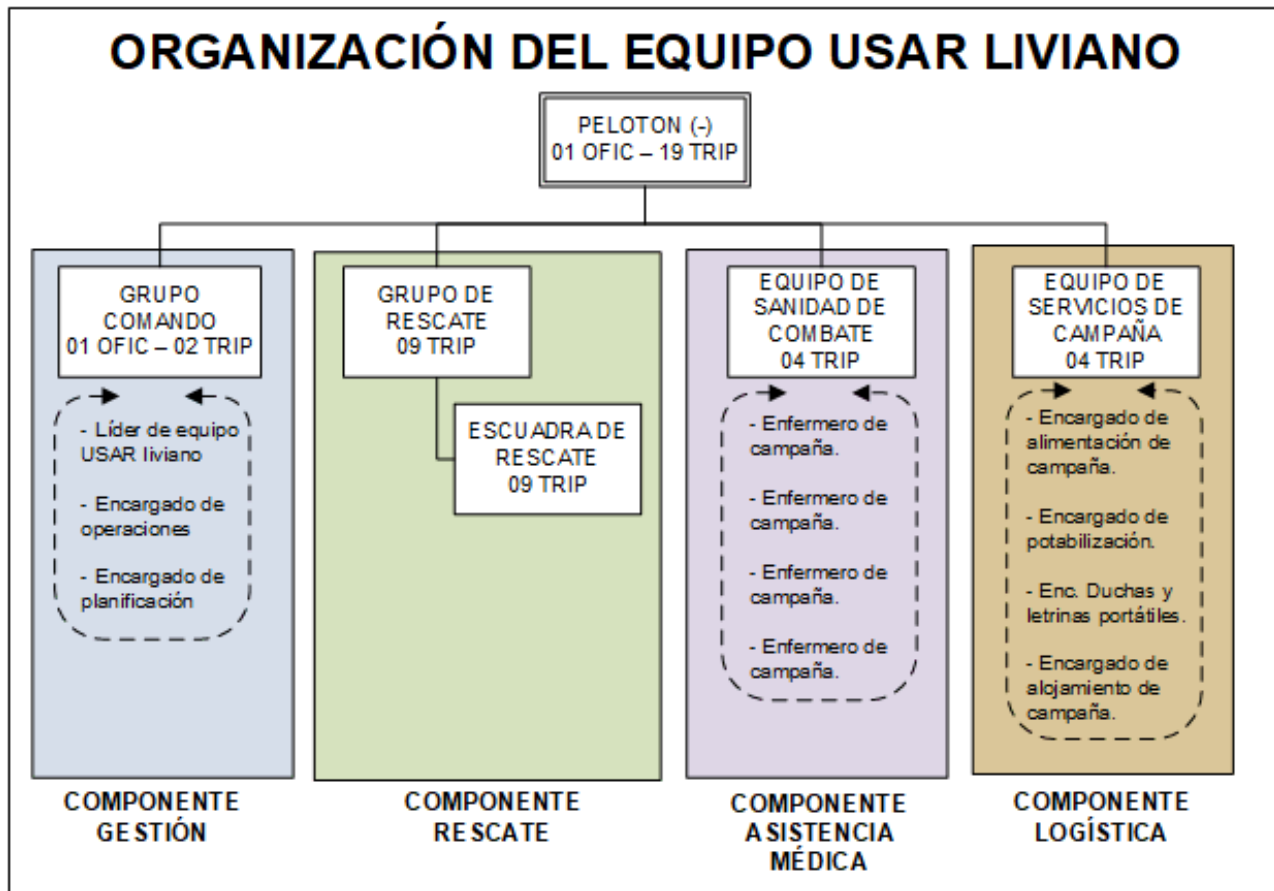 ORGANIZACIÓN DEL EQUIPO USAR LIVIANO
PELOTON (-)
01 OFIC – 19 TRIP
GRUPO
COMANDO
01 OFIC – 02 TRIP
- Líder de equipo
USAR liviano
- Encargado de
operaciones
- Encargado de
planificación
COMPONENTE
GESTIÓN
GRUPO DE
RESCATE
09 TRIP
ESCUADRA DE
RESCATE
09 TRIP
COMPONENTE
RESCATE
EQUIPO DE
SANIDAD DE
COMBATE
04 TRIP
- Enfermero de
campaña.
- Enfermero de
campaña.
- Enfermero de
campaña.
- Enfermero de
campaña.
COMPONENTE
ASISTENCIA
MÉDICA
EQUIPO DE
SERVICIOS DE
CAMPAÑA
04 TRIP
- Encargado de
alimentación de
campaña.
- Encargado de
potabilización.
- Enc. Duchas y
letrinas portátiles.
- Encargado de
alojamiento de
campaña.
COMPONENTE
LOGÍSTICA